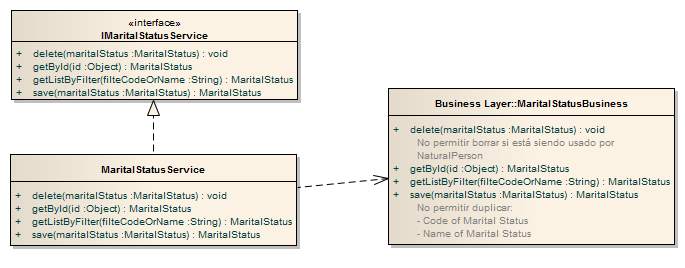 «interface»
IMaritalStatusService
+ delete(maritalStatus :MaritalStatus) : void
+ getById(id :Object) : MaritalStatus
+ getListByFilter(filteCodeOrName :String) : MaritalStatus
+ save(maritalStatus :MaritalStatus) : MaritalStatus
MaritalStatusService
+ delete(maritalStatus :MaritalStatus) : void
+ getById(id :Object) : MaritalStatus
+ getListByFilter(filteCodeOrName :String) : MaritalStatus
+ save(maritalStatus :MaritalStatus) : MaritalStatus
Business Layer::MaritalStatusBusiness
+ delete(maritalStatus :MaritalStatus) : void
No permitir borrar si está siendo usado por
NaturalPerson
+ getById(id :Object) : MaritalStatus
+ getListByFilter(filteCodeOrName :String) : MaritalStatus
+ save(maritalStatus :MaritalStatus) : MaritalStatus
No permitir duplicar:
- Code of Marital Status
- Name of Marital Status